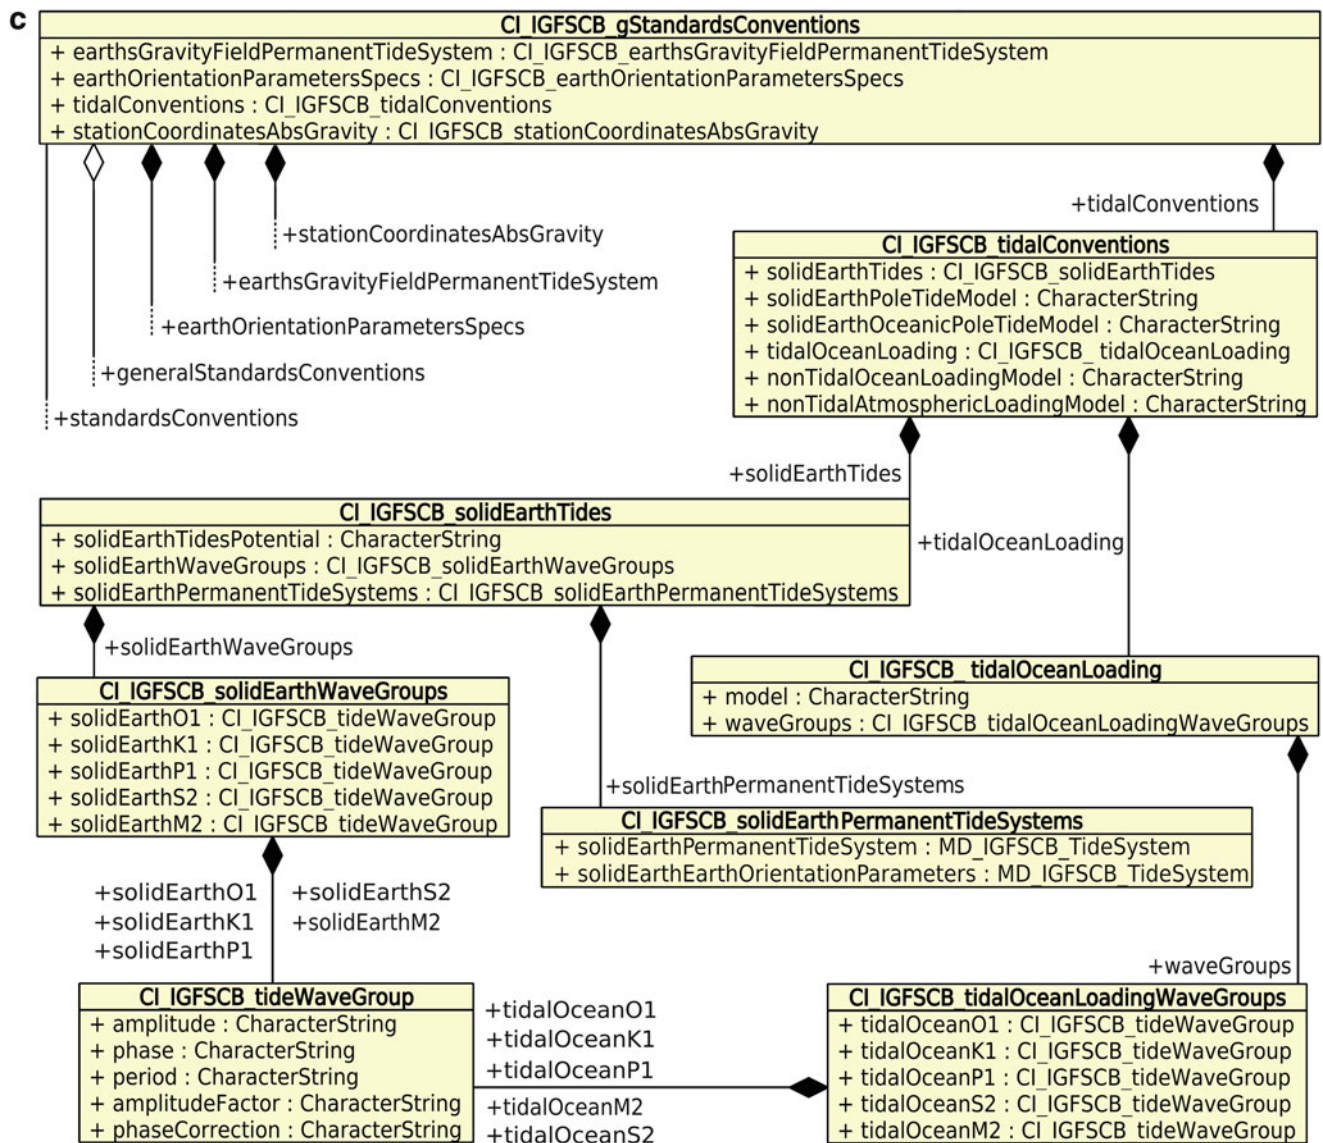 c
CI_IGFSCB_gStandardsConventions
+ earthsGravityFieldPermanentTideSystem : CI_IGFSCB_earthsGravityFieldPermanentTideSystem
+ earthOrientationParametersSpecs : CI_IGFSCB_earthOrientationParametersSpecs
+ tidalConventions : CI_IGFSCB_tidalConventions
+ stationCoordinatesAbsGravity : CI_IGFSCB_stationCoordinatesAbsGravity
+tidalConventions
+stationCoordinatesAbsGravity
+earthsGravityFieldPermanentTideSystem
+earthOrientationParametersSpecs
+generalStandardsConventions
+standardsConventions
CI_IGFSCB_tidalConventions
+ solidEarthTides : CI_IGFSCB_solidEarthTides
+ solidEarthPoleTideModel : CharacterString
+ solidEarthOceanicPoleTideModel : CharacterString
+ tidalOceanLoading : CI_IGFSCB_ tidalOceanLoading
+ nonTidalOceanLoadingModel : CharacterString
+ nonTidalAtmosphericLoadingModel : CharacterString
+solidEarthTides
+tidalOceanLoading
CI_IGFSCB_solidEarthTides
+ solidEarthTidesPotential : CharacterString
+ solidEarthWaveGroups : CI_IGFSCB_solidEarthWaveGroups
+ solidEarthPermanentTideSystems : CI_IGFSCB_solidEarthPermanentTideSystems
+solidEarthWaveGroups
CI_IGFSCB_solidEarthWaveGroups
+ solidEarthO1 : CI_IGFSCB_tideWaveGroup
+ solidEarthK1 : CI_IGFSCB_tideWaveGroup
+ solidEarthP1 : CI_IGFSCB_tideWaveGroup
+ solidEarthS2 : CI_IGFSCB_tideWaveGroup
+ solidEarthM2 : CI_IGFSCB_tideWaveGroup
CI_IGFSCB_ tidalOceanLoading
+ model : CharacterString
+ waveGroups : CI_IGFSCB_tidalOceanLoadingWaveGroups
+solidEarthPermanentTideSystems
CI_IGFSCB_solidEarthPermanentTideSystems
+ solidEarthPermanentTideSystem : MD_IGFSCB_TideSystem
+ solidEarthEarthOrientationParameters : MD_IGFSCB_TideSystem
+solidEarthO1
+solidEarthK1
+solidEarthP1
+solidEarthS2
+solidEarthM2
+waveGroups
CI_IGFSCB_tideWaveGroup
+ amplitude : CharacterString
+ phase : CharacterString
+ period : CharacterString
+ amplitudeFactor : CharacterString
+ phaseCorrection : CharacterString
+tidalOceanO1
+tidalOceanK1
+tidalOceanP1
+tidalOceanM2
+tidalOceanS2
CI_IGFSCB_tidalOceanLoadingWaveGroups
+ tidalOceanO1 : CI_IGFSCB_tideWaveGroup
+ tidalOceanK1 : CI_IGFSCB_tideWaveGroup
+ tidalOceanP1 : CI_IGFSCB_tideWaveGroup
+ tidalOceanS2 : CI_IGFSCB_tideWaveGroup
+ tidalOceanM2 : CI_IGFSCB_tideWaveGroup